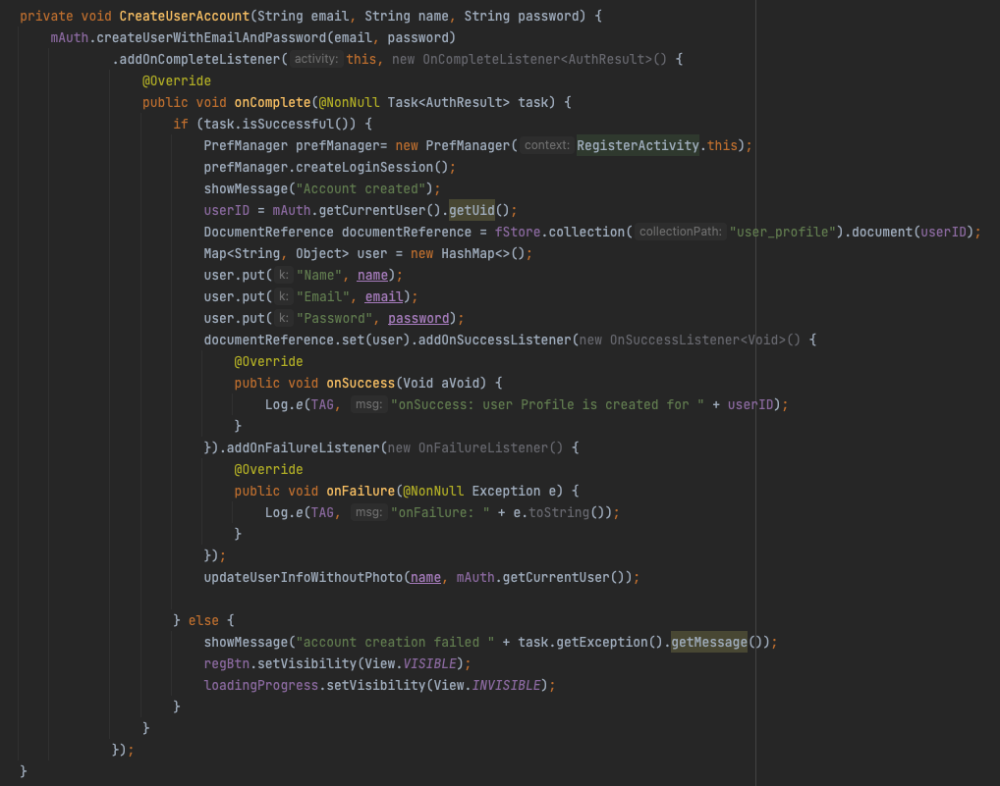 private void CreateUserAccount(String email, String name, String password) {
mAuth.createUserWithEmailAndPassword(email, password)
.addOnCompleteListener( activity: this, new OnCompleteListener<AuthResult>() {
@Override
public void onComplete(@NonNull Task<AuthResult> task) {
if (task.isSuccessful()) {
PrefManager prefManager= new PrefManager( context: RegisterActivity.this);
prefManager.createLoginSession();
showMessage("Account created");
userID = mAuth.getCurrentUser().getUid();
DocumentReference documentReference = fStore.collection( collectionPath: "user_profile").document(userID);
Map<String, Object> user = new HashMap<>();
user.put( k: "Name", name);
user.put( k: "Email", email);
user.put( k: "Password", password);
documentReference.set(user).addOnSuccessListener(new OnSuccessListener<Void>() {
@Override
public void onSuccess(Void aVoid) {
Log.e(TAG, msg: "onSuccess: user Profile is created for " + userID);
}
}).addOnFailureListener(new OnFailureListener() {
@Override
public void onFailure(@NonNull Exception e) {
Log.e(TAG, msg: "onFailure: " + e.toString());
}
});
updateUserInfoWithoutPhoto(name, mAuth.getCurrentUser());
} else {
showMessage("account creation failed " + task.getException().getMessage());
regBtn.setVisibility(View.VISIBLE);
loadingProgress.setVisibility(View.INVISIBLE);
}
}
});
}